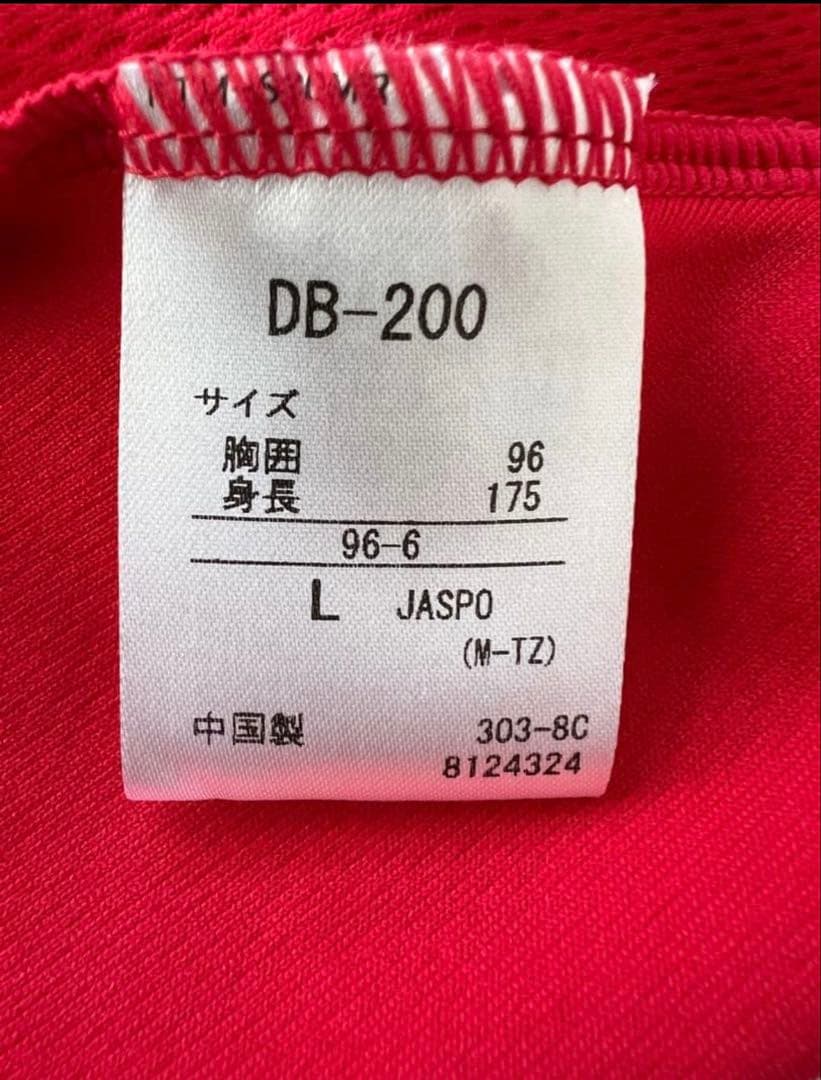 DB-200
サイズ
胸囲 96
身長 175
96-6
L JASPO
(M-TZ)
中国製 303-8C
8124324